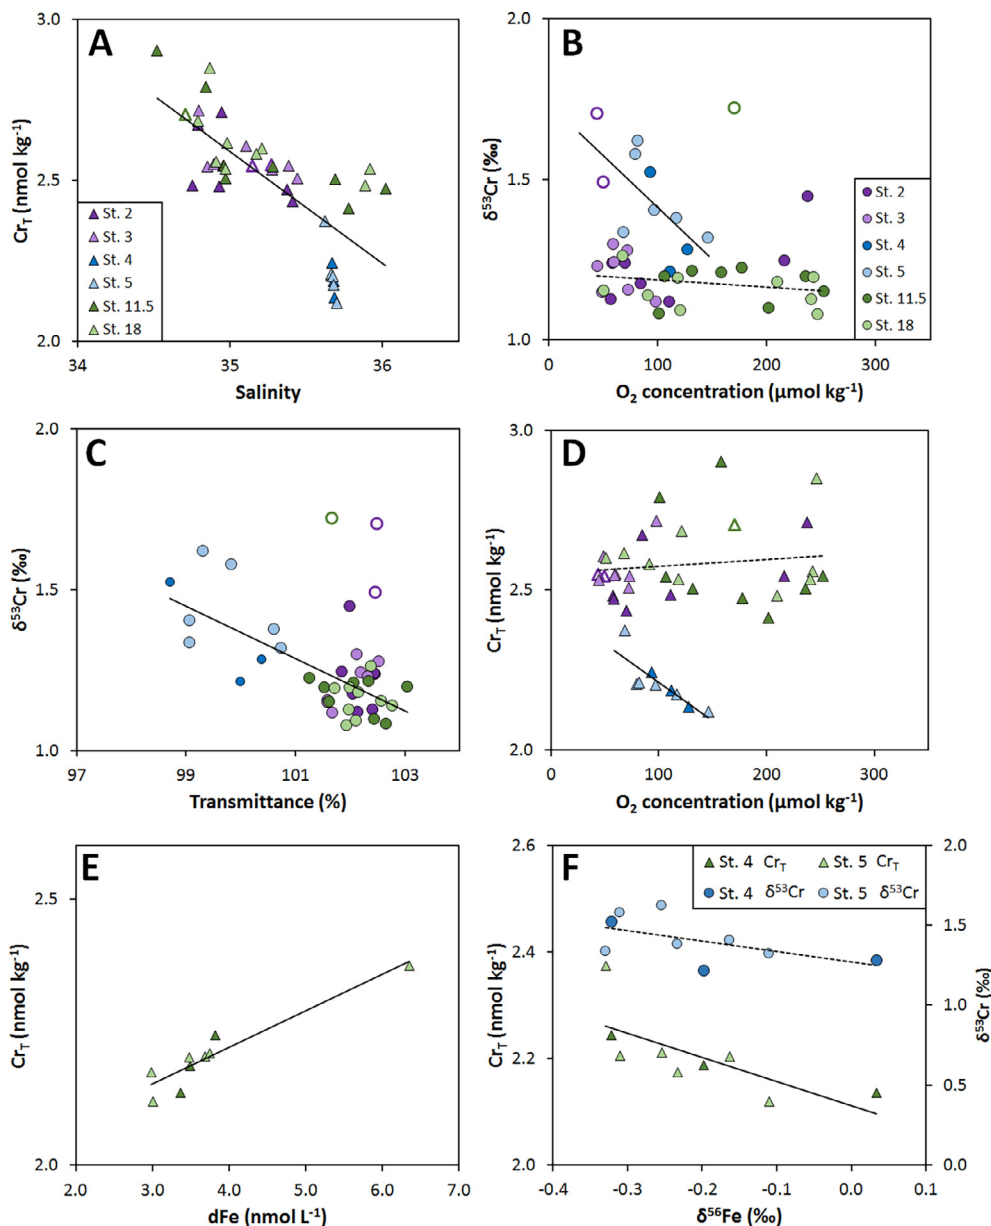 A
3.0
2.5
2.0
Cr_T (nmol kg⁻¹)
St. 2
St. 3
St. 4
St. 5
St. 11.5
St. 18
34
35
36
Salinity
B
2.0
1.5
1.0
δ⁵³Cr (‰)
St. 2
St. 3
St. 4
St. 5
St. 11.5
St. 18
0
100
200
300
O₂ concentration (μmol kg⁻¹)
C
2.0
1.5
1.0
δ⁵³Cr (‰)
97
99
101
103
Transmittance (%)
D
3.0
2.5
2.0
Cr_T (nmol kg⁻¹)
0
100
200
300
O₂ concentration (μmol kg⁻¹)
E
2.5
2.0
Cr_T (nmol kg⁻¹)
2.0
3.0
4.0
5.0
6.0
7.0
dFe (nmol L⁻¹)
F
St. 4 Cr_T
St. 5 Cr_T
St. 4 δ⁵³Cr
St. 5 δ⁵³Cr
2.6
2.4
2.2
2.0
Cr_T (nmol kg⁻¹)
2.0
1.5
1.0
0.5
0.0
δ⁵³Cr (‰)
-0.4
-0.3
-0.2
-0.1
0.0
0.1
δ⁵⁶Fe (‰)